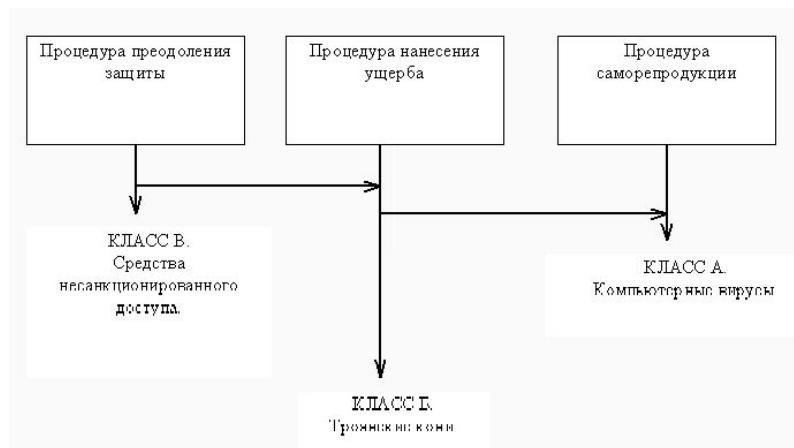 Процедура преодоления
защиты
Процедура нанесения
ущерба
Процедура
саморепродукции
КЛАСС В.
Средства
несанкционированного
доступа.
КЛАСС А.
Компьютерные вирусы
КЛАСС Б.
Троянские кони